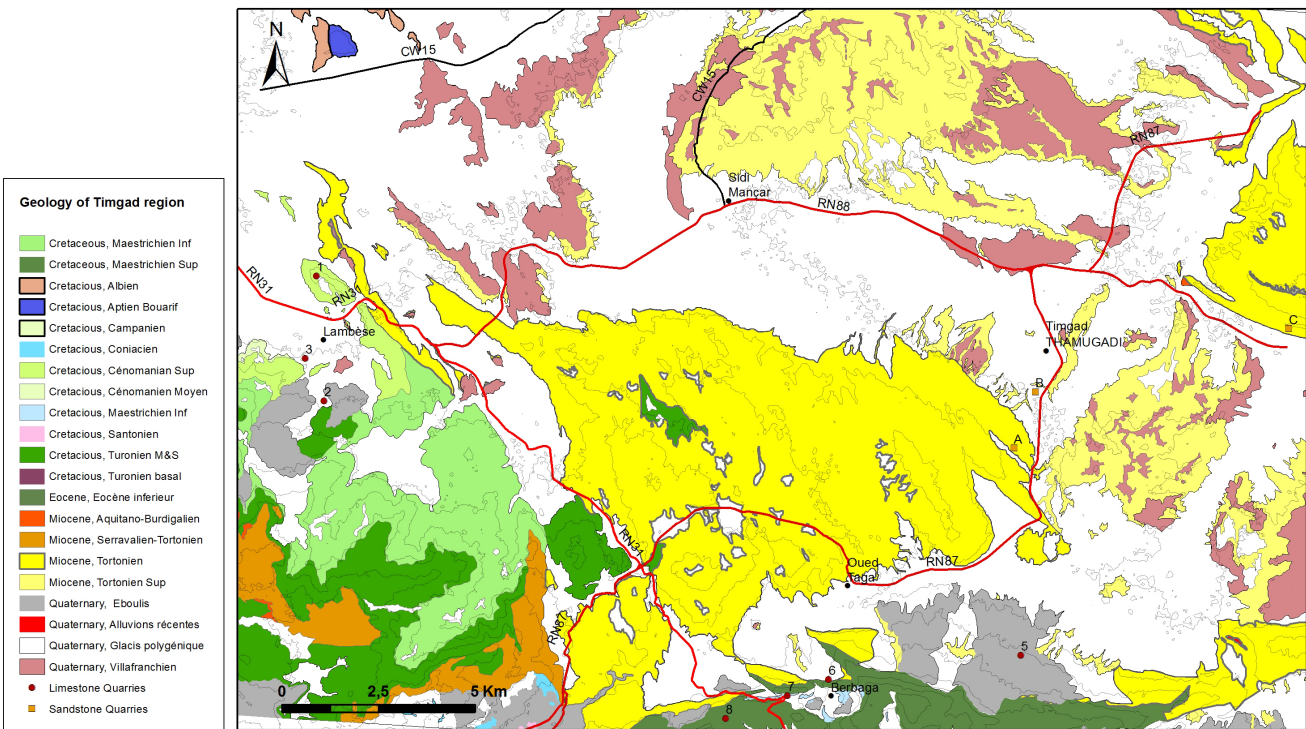 Geology of Timgad region
Cretaceous, Maestrichien Inf
Cretaceous, Maestrichien Sup
Cretacious, Albien
Cretacious, Aptien Bouarif
Cretacious, Campanien
Cretacious, Coniacien
Cretacious, Cénomanian Sup
Cretacious, Cénomanien Moyen
Cretacious, Maestrichien Inf
Cretacious, Santonien
Cretacious, Turonien M&S
Cretacious, Turonien basal
Eocene, Eocène inferieur
Miocene, Aquitano-Burdigalien
Miocene, Serravalien-Tortonien
Miocene, Tortonien
Miocene, Tortonien Sup
Quaternary, Eboulis
Quaternary, Alluvions récentes
Quaternary, Glacis polygénique
Quaternary, Villafranchien
Limestone Quarries
Sandstone Quarries
N
CW15
CW15
RN87
Sidi
Mançar
RN88
1
RN31
RN31
Lambèse
3
2
C
Timgad
THAMUGADI
B
A
RN31
Oued
Taga
RN87
RN87
5
6
7
Berbaga
8
0
2,5
5 Km